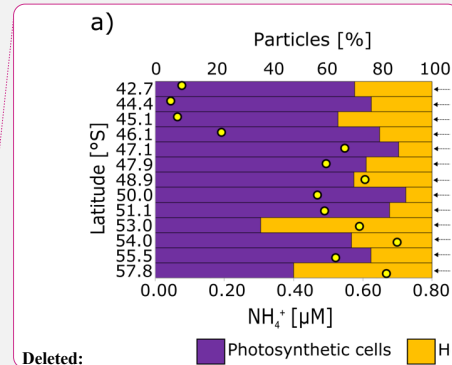 a)
Particles [%]
0 20 40 60 80 100
42.7
44.4
45.1
46.1
47.1
47.9
48.9
50.0
51.1
53.0
54.0
55.5
57.8
Latitude [°S]
0.00 0.20 0.40 0.60 0.80
NH₄⁺ [µM]
Photosynthetic cells H
Deleted: